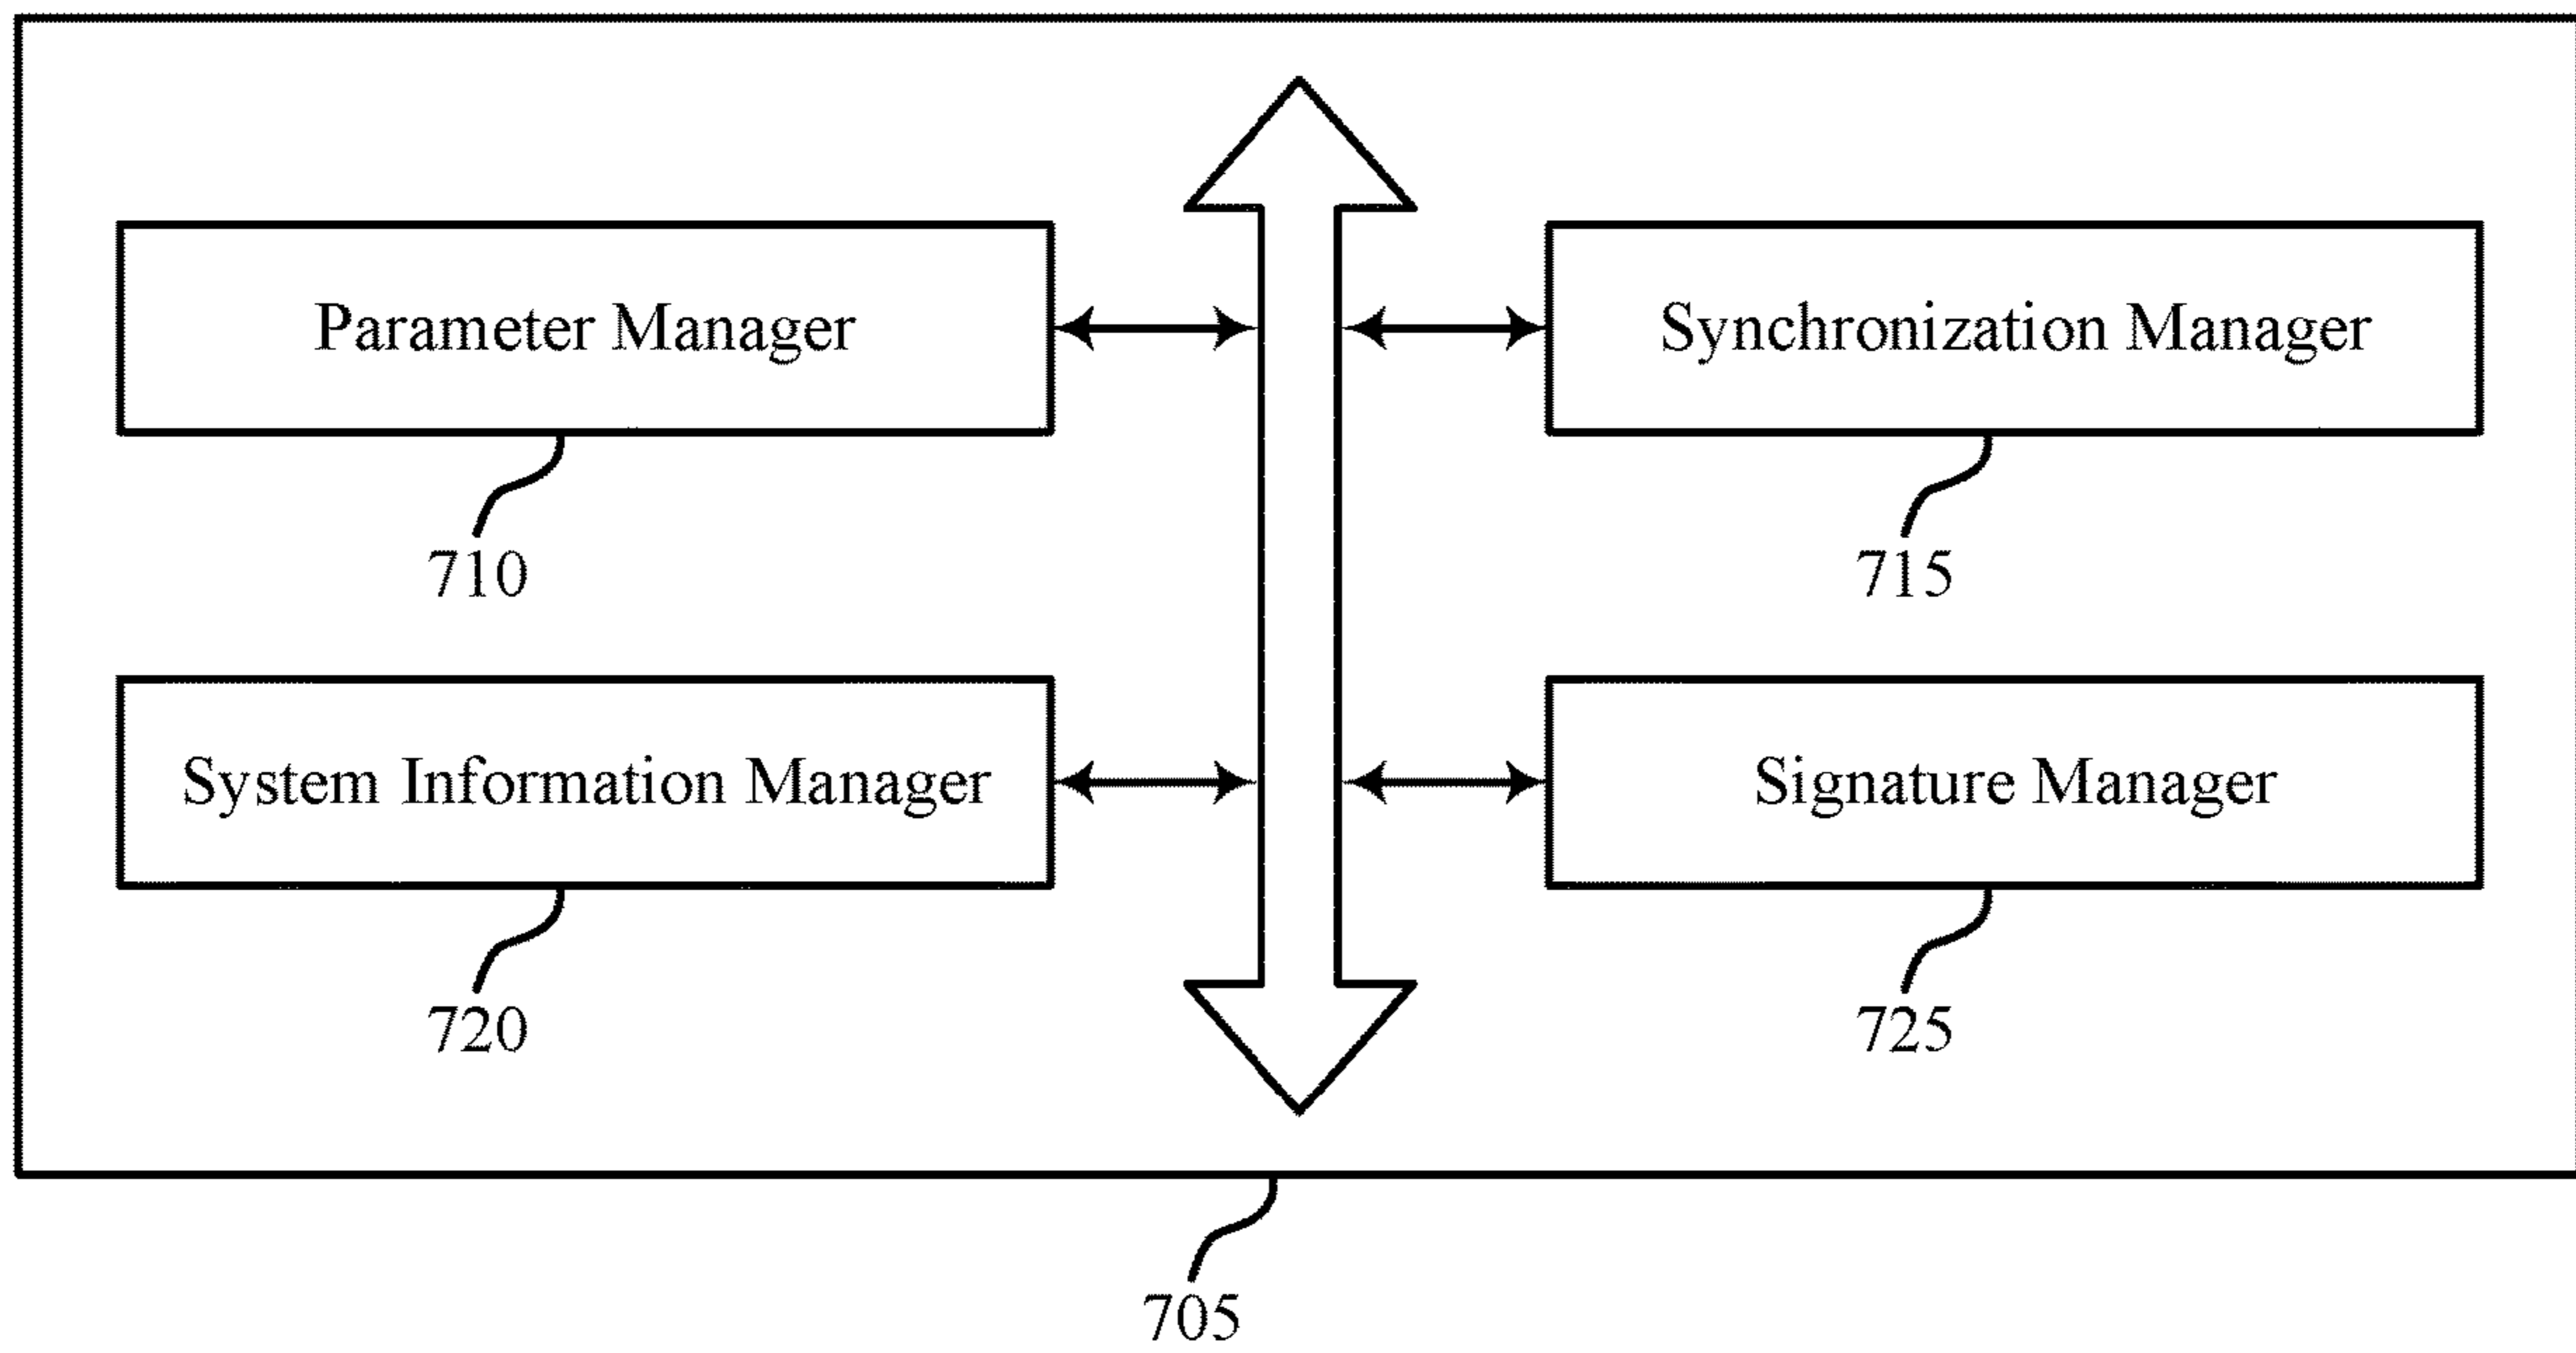 Parameter Manager
Synchronization Manager
710
715
System Information Manager
Signature Manager
720
725
705